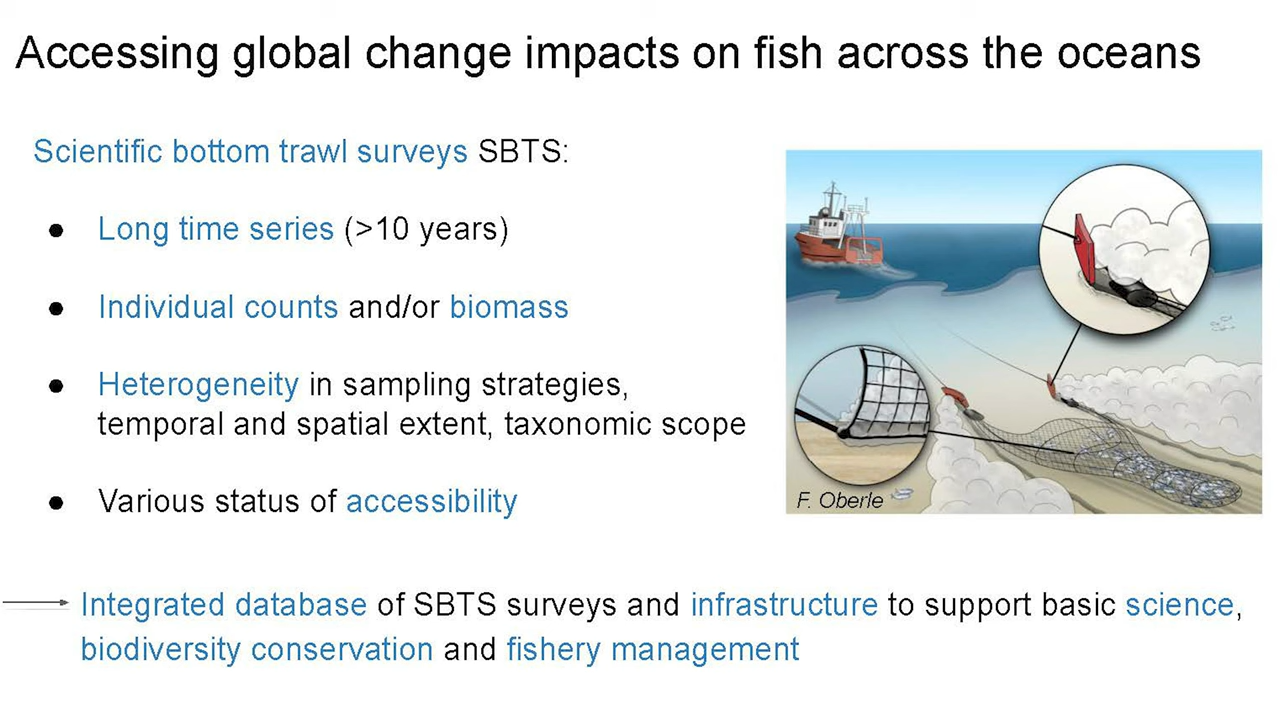 Accessing global change impacts on fish across the oceans
Scientific bottom trawl surveys SBTS:
● Long time series (>10 years)
● Individual counts and/or biomass
● Heterogeneity in sampling strategies,
temporal and spatial extent, taxonomic scope
● Various status of accessibility
F. Oberle
Integrated database of SBTS surveys and infrastructure to support basic science,
biodiversity conservation and fishery management